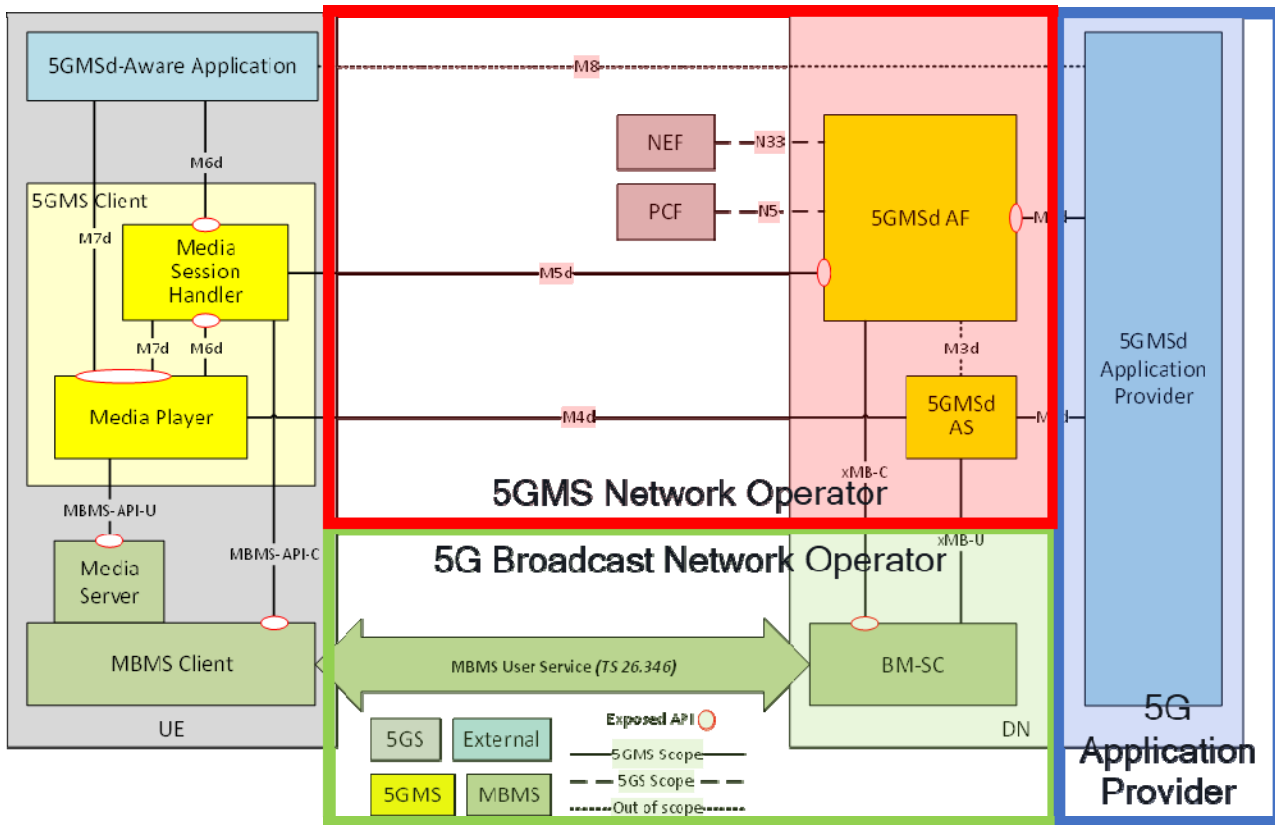 5GMSd-Aware Application
M8
NEF
N33
PCF
N5
5GMSd AF
M6d
5GMS Client
M7d
Media
Session
Handler
M5d
M7d
M6d
M3d
5GMSd
Application
Provider
Media Player
M4d
5GMSd
AS
xMB-C
5GMS Network Operator
MBMS-API-U
MBMS-API-C
xMB-U
5G Broadcast Network Operator
Media
Server
MBMS Client
MBMS User Service (TS 26.346)
BM-SC
UE
DN
5GS
External
5GMS
MBMS
Exposed API
5GMS Scope
5GS Scope
Out of scope
5G
Application
Provider